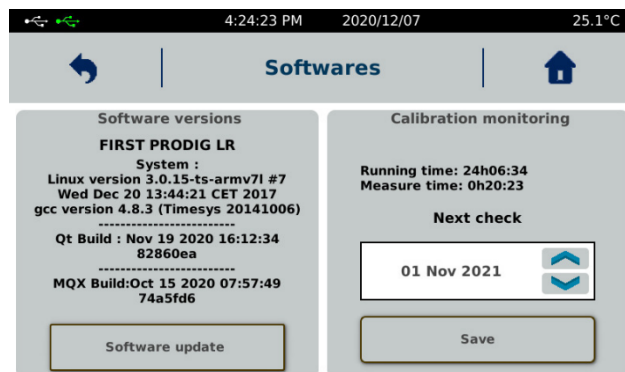 4:24:23 PM 2020/12/07 25.1°C
Softwares
Software versions
FIRST PRODIG LR
System :
Linux version 3.0.15-ts-armv7l #7
Wed Dec 20 13:44:21 CET 2017
gcc version 4.8.3 (Timesys 20141006)
-------------------------
Qt Build : Nov 19 2020 16:12:34
82860ea
-------------------------
MQX Build:Oct 15 2020 07:57:49
74a5fd6
Software update
Calibration monitoring
Running time: 24h06:34
Measure time: 0h20:23
Next check
01 Nov 2021
Save